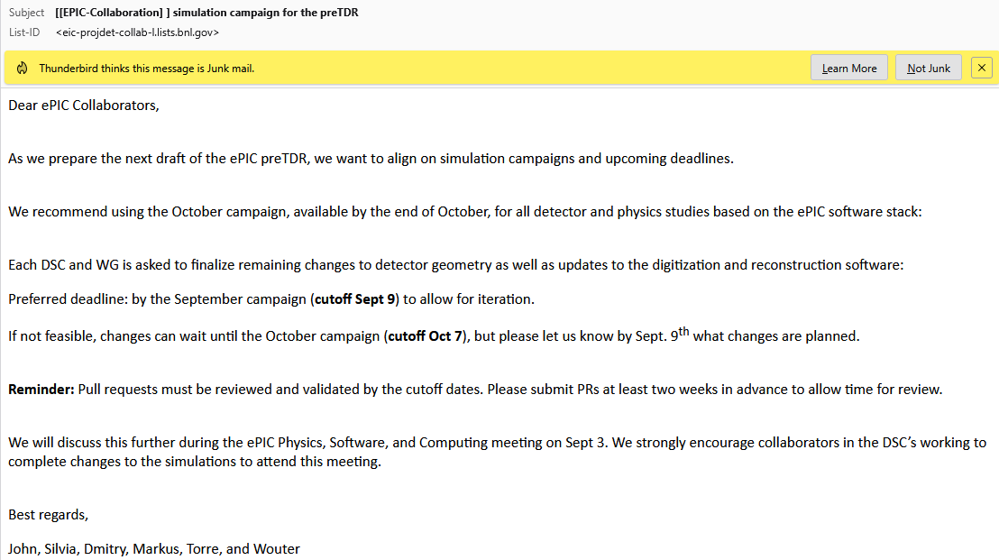 Subject [[EPIC-Collaboration] ] simulation campaign for the preTDR
List-ID <eic-projdet-collab-l.lists.bnl.gov>
Thunderbird thinks this message is Junk mail. Learn More Not Junk
Dear ePIC Collaborators,
As we prepare the next draft of the ePIC preTDR, we want to align on simulation campaigns and upcoming deadlines.
We recommend using the October campaign, available by the end of October, for all detector and physics studies based on the ePIC software stack:
Each DSC and WG is asked to finalize remaining changes to detector geometry as well as updates to the digitization and reconstruction software:
Preferred deadline: by the September campaign (cutoff Sept 9) to allow for iteration.
If not feasible, changes can wait until the October campaign (cutoff Oct 7), but please let us know by Sept. 9th what changes are planned.
Reminder: Pull requests must be reviewed and validated by the cutoff dates. Please submit PRs at least two weeks in advance to allow time for review.
We will discuss this further during the ePIC Physics, Software, and Computing meeting on Sept 3. We strongly encourage collaborators in the DSC’s working to
complete changes to the simulations to attend this meeting.
Best regards,
John, Silvia, Dmitry, Markus, Torre, and Wouter